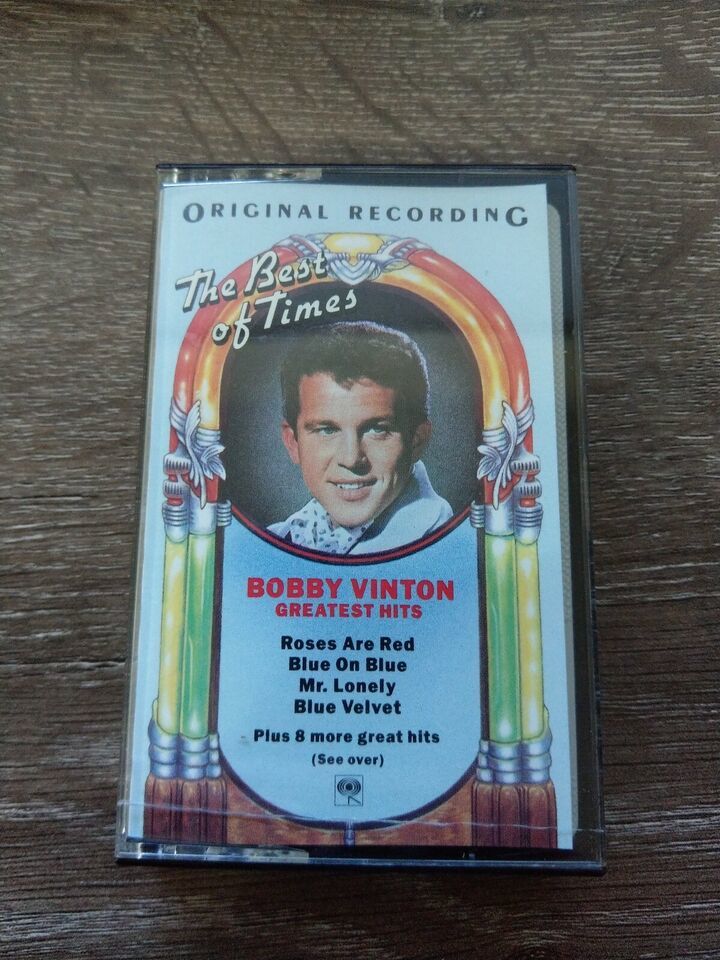 ORIGINAL RECORDING
The Best
of Times
BOBBY VINTON
GREATEST HITS
Roses Are Red
Blue On Blue
Mr. Lonely
Blue Velvet
Plus 8 more great hits
(See over)